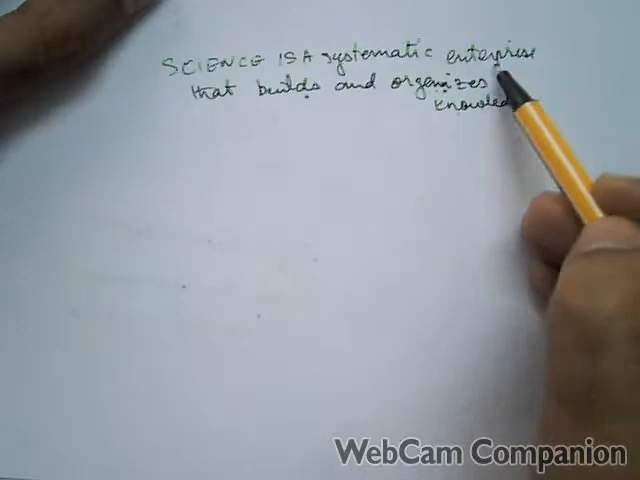 SCIENCE IS A systematic enterprise
that builds and organizes
knowled
WebCam Companion